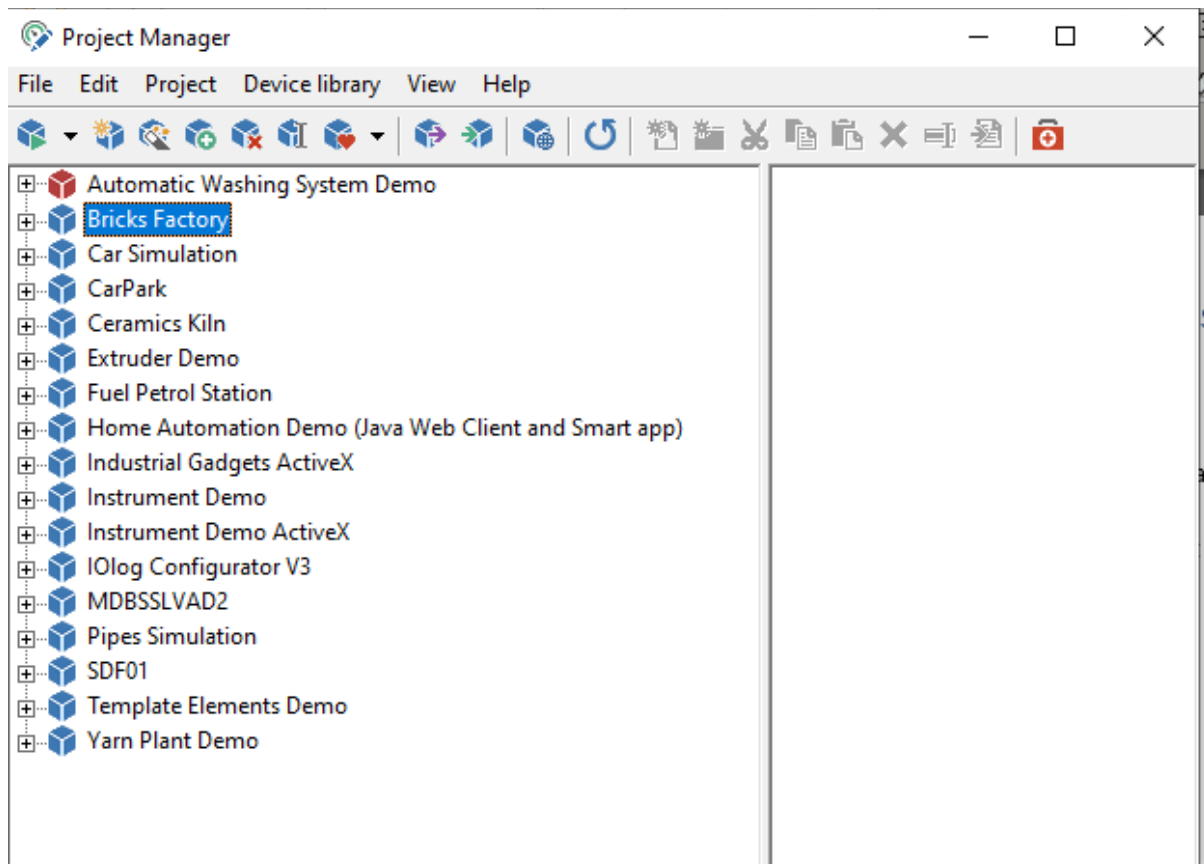 Project Manager
File Edit Project Device library View Help
Automatic Washing System Demo
Bricks Factory
Car Simulation
CarPark
Ceramics Kiln
Extruder Demo
Fuel Petrol Station
Home Automation Demo (Java Web Client and Smart app)
Industrial Gadgets ActiveX
Instrument Demo
Instrument Demo ActiveX
IOlog Configurator V3
MDBSSLVAD2
Pipes Simulation
SDF01
Template Elements Demo
Yarn Plant Demo